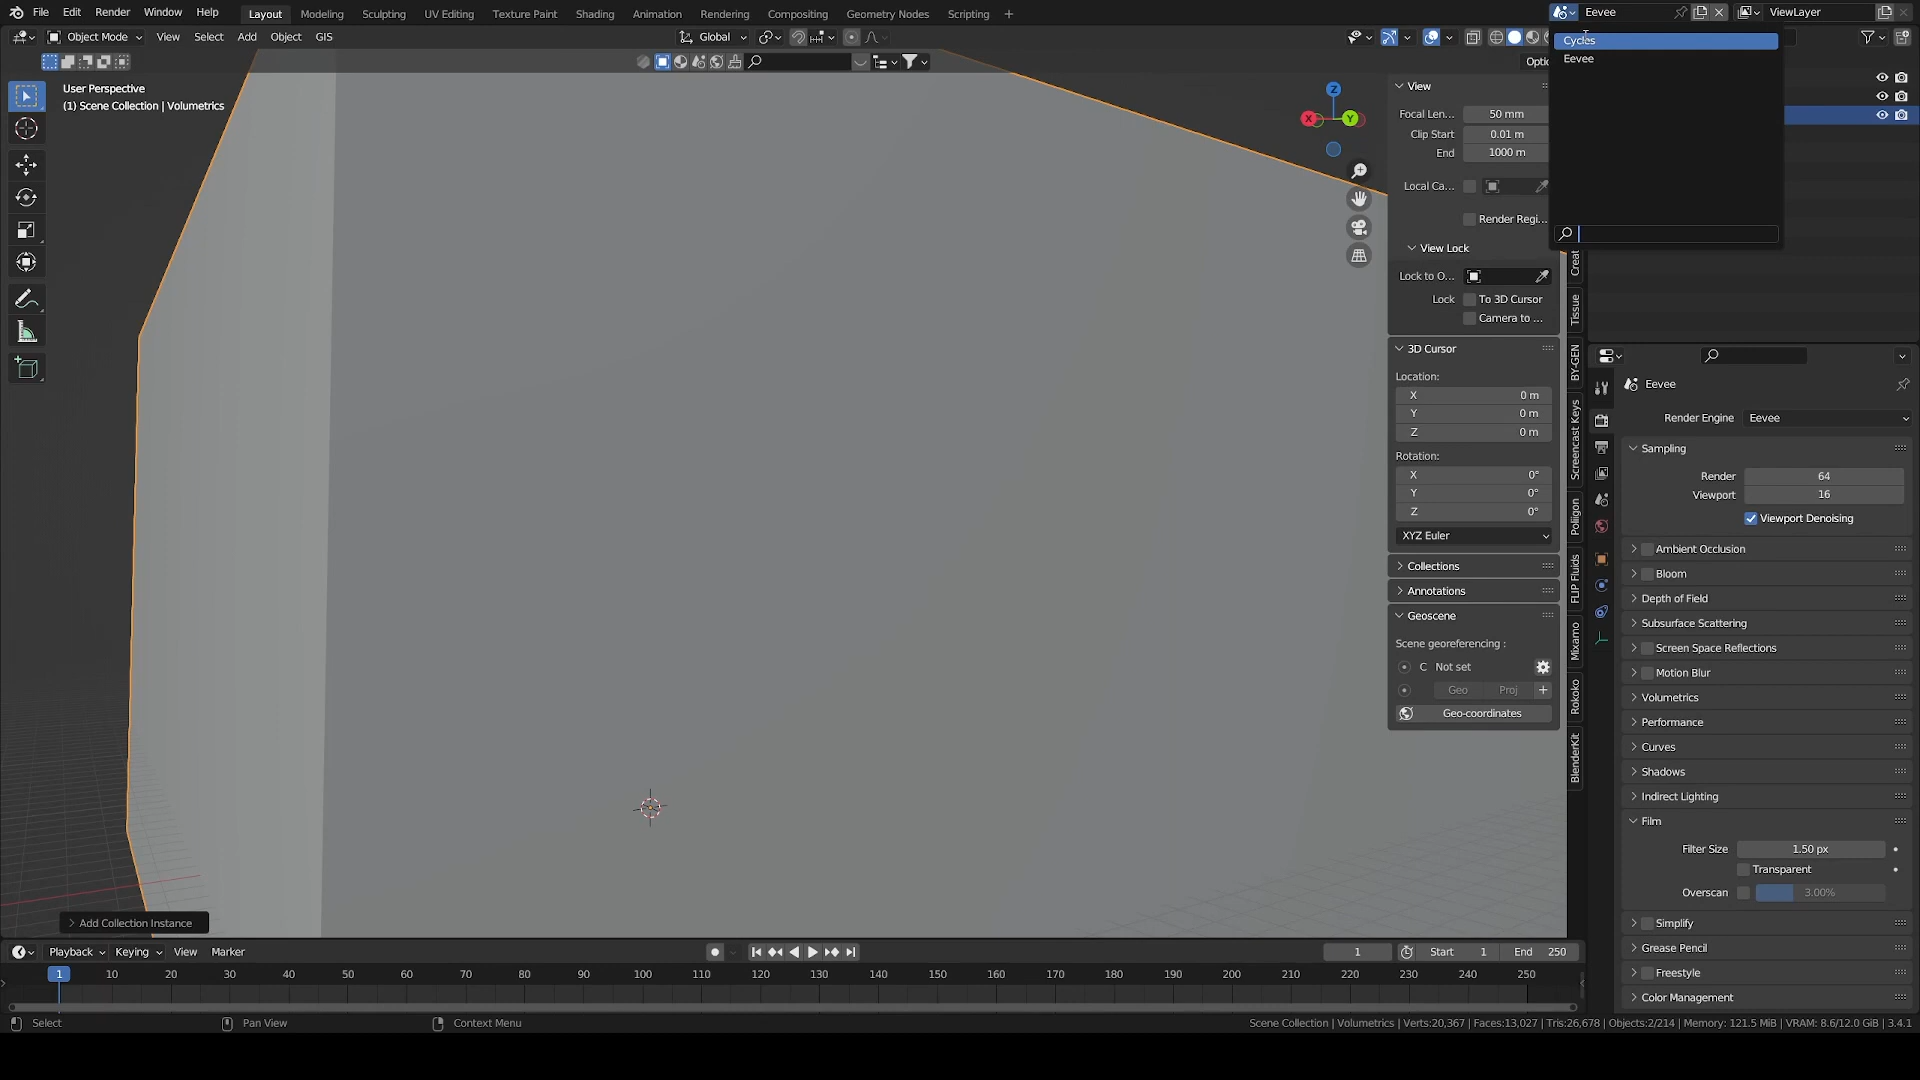 File Edit Render Window Help Layout Modeling Sculpting UV Editing Texture Paint Shading Animation Rendering Compositing Geometry Nodes Scripting + Eevee ViewLayer
Object Mode View Select Add Object GIS Global
Cycles
Eevee
Optio
User Perspective
(1) Scene Collection | Volumetrics
Z
X
Y
View
Focal Len... 50 mm
Clip Start 0.01 m
End 1000 m
Local Ca...
Render Regi...
View Lock
Lock to O...
Lock To 3D Cursor
Camera to ...
3D Cursor
Location:
X 0 m
Y 0 m
Z 0 m
Rotation:
X 0°
Y 0°
Z 0°
XYZ Euler
Collections
Annotations
Geoscene
Scene georeferencing :
C Not set
Geo Proj +
Geo-coordinates
Creat
Tissue
BY-GEN
Screencast Keys
Poliigon
FLIP Fluids
Mixamo
Rokoko
BlenderKit
Eevee
Render Engine Eevee
Sampling
Render 64
Viewport 16
Viewport Denoising
Ambient Occlusion
Bloom
Depth of Field
Subsurface Scattering
Screen Space Reflections
Motion Blur
Volumetrics
Performance
Curves
Shadows
Indirect Lighting
Film
Filter Size 1.50 px
Transparent
Overscan 3.00%
Simplify
Grease Pencil
Freestyle
Color Management
Add Collection Instance
Playback Keying View Marker 1 Start 1 End 250
1 10 20 30 40 50 60 70 80 90 100 110 120 130 140 150 160 170 180 190 200 210 220 230 240 250
Select Pan View Context Menu Scene Collection | Volumetrics | Verts:20,367 | Faces:13,027 | Tris:26,678 | Objects:2/214 | Memory: 121.5 MiB | VRAM: 8.6/12.0 GiB | 3.4.1